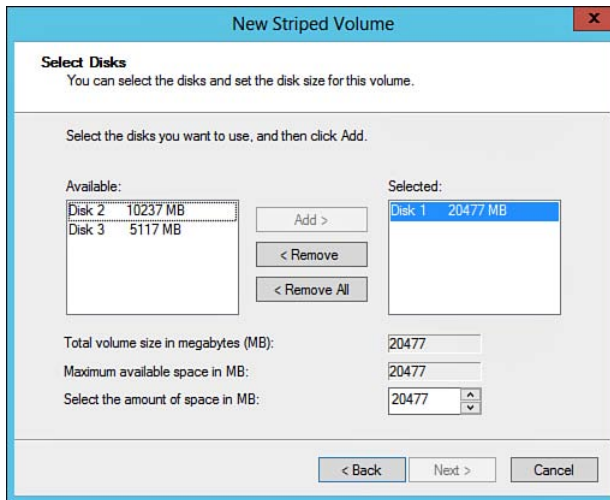 New Striped Volume
x
Select Disks
You can select the disks and set the disk size for this volume.
Select the disks you want to use, and then click Add.
Available:
Selected:
Disk 2 10237 MB
Disk 3 5117 MB
Add >
< Remove
< Remove All
Disk 1 20477 MB
Total volume size in megabytes (MB): 20477
Maximum available space in MB: 20477
Select the amount of space in MB: 20477
< Back
Next >
Cancel